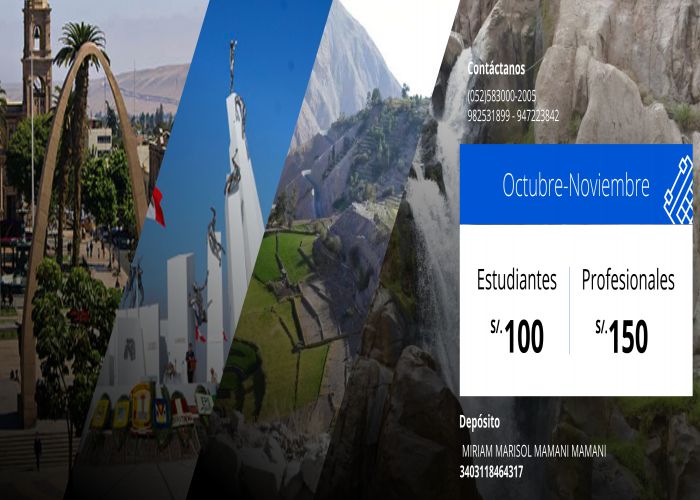 Contáctanos
(052)583000-2005
982531899 - 947223842
Octubre-Noviembre
Estudiantes
Profesionales
S/.100
S/.150
Depósito
MIRIAM MARISOL MAMANI MAMANI
3403118464317